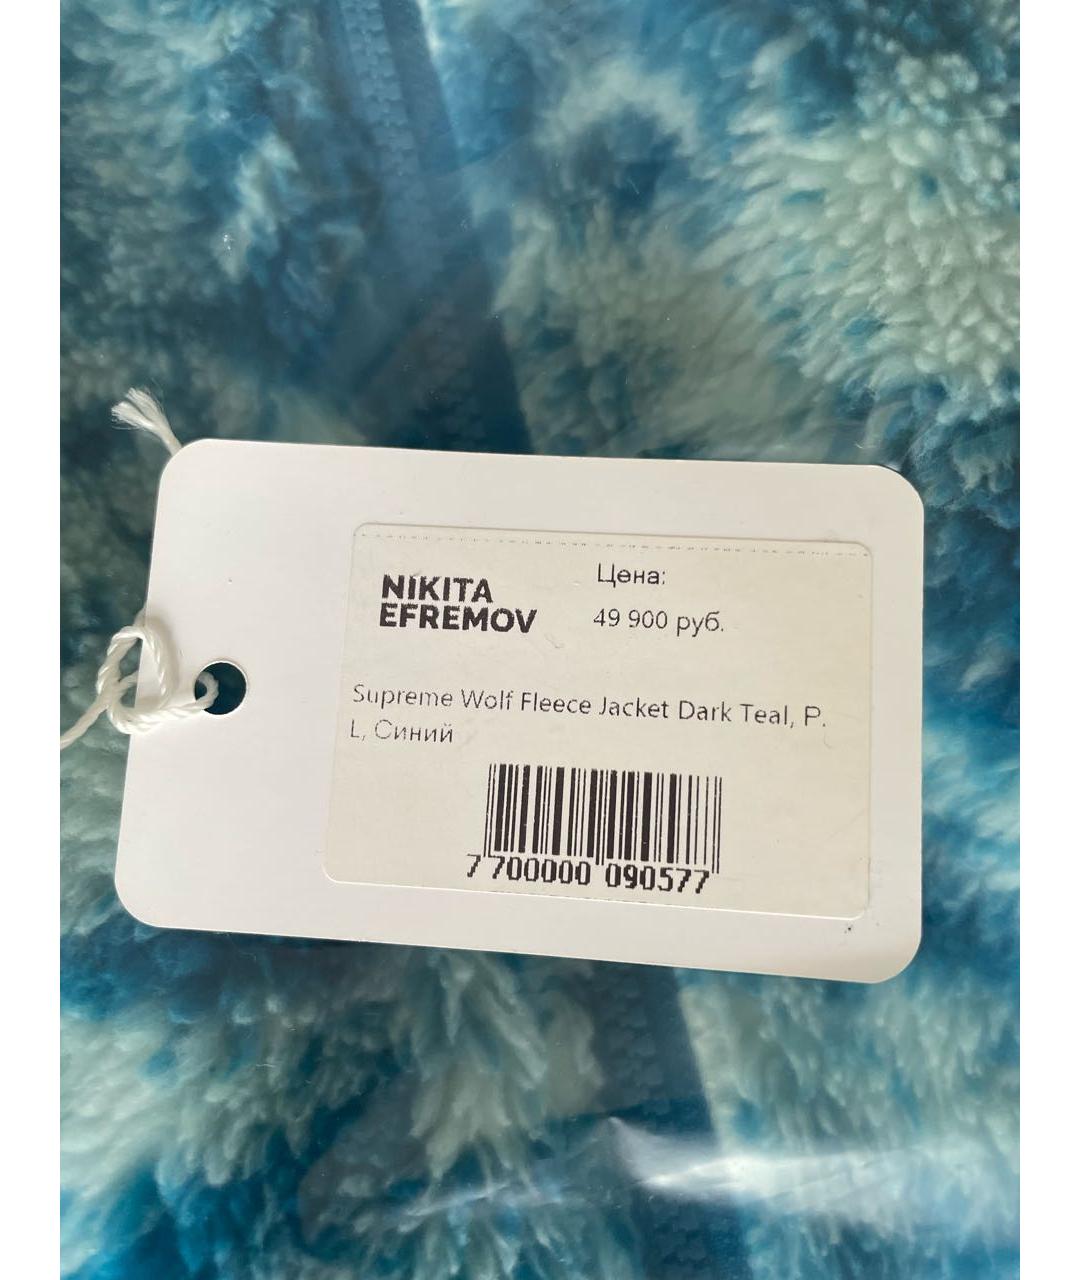 NIKITA
EFREMOV
Цена:
49 900 руб.
Supreme Wolf Fleece Jacket Dark Teal, Р.
L, Синий
7 700000 090577